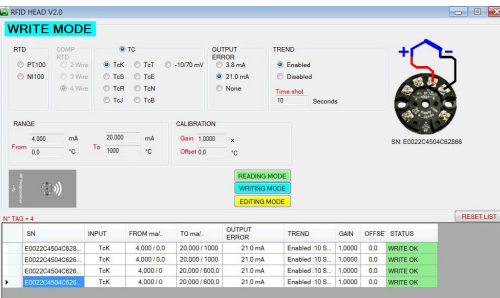 RFID HEAD V2.0
WRITE MODE
RTD
PT100
NI100
COMP RTD
2 Wire
3 Wire
4 Wire
TC
TcK TcT -10/70 mV
TcS TcE
TcR TcN
TcJ TcB
OUTPUT ERROR
3.8 mA
21.0 mA
None
TREND
Enabled
Disabled
Time shot
10 Seconds
+ -
SN: E0022C4504C62866
RANGE
4,000 mA 20,000 mA
From 0,0 °C To 1000 °C
CALIBRATION
Gain 1,0000 x
Offset 0,0 °C
READING MODE
WRITING MODE
EDITING MODE
N° TAG = 4
RESET LIST
SN INPUT FROM ma/.. TO ma/.. OUTPUT ERROR TREND GAIN OFFSE STATUS
E0022C4504C628... TcK 4,000 / 0,0 20,000 / 1000 21.0 mA Enabled :10 S... 1,0000 0,0 WRITE OK
E0022C4504C626... TcK 4,000 / 0 20,000 / 1000 21.0 mA Enabled :10 S... 1,0000 0,0 WRITE OK
E0022C4504C626... TcK 4,000 / 0 20,000 / 600,0 21.0 mA Enabled :10 S... 1,0000 0,0 WRITE OK
E0022C4504C626... TcK 4,000 / 0 20,000 / 600,0 21.0 mA Enabled :10 S... 1,0000 0,0 WRITE OK